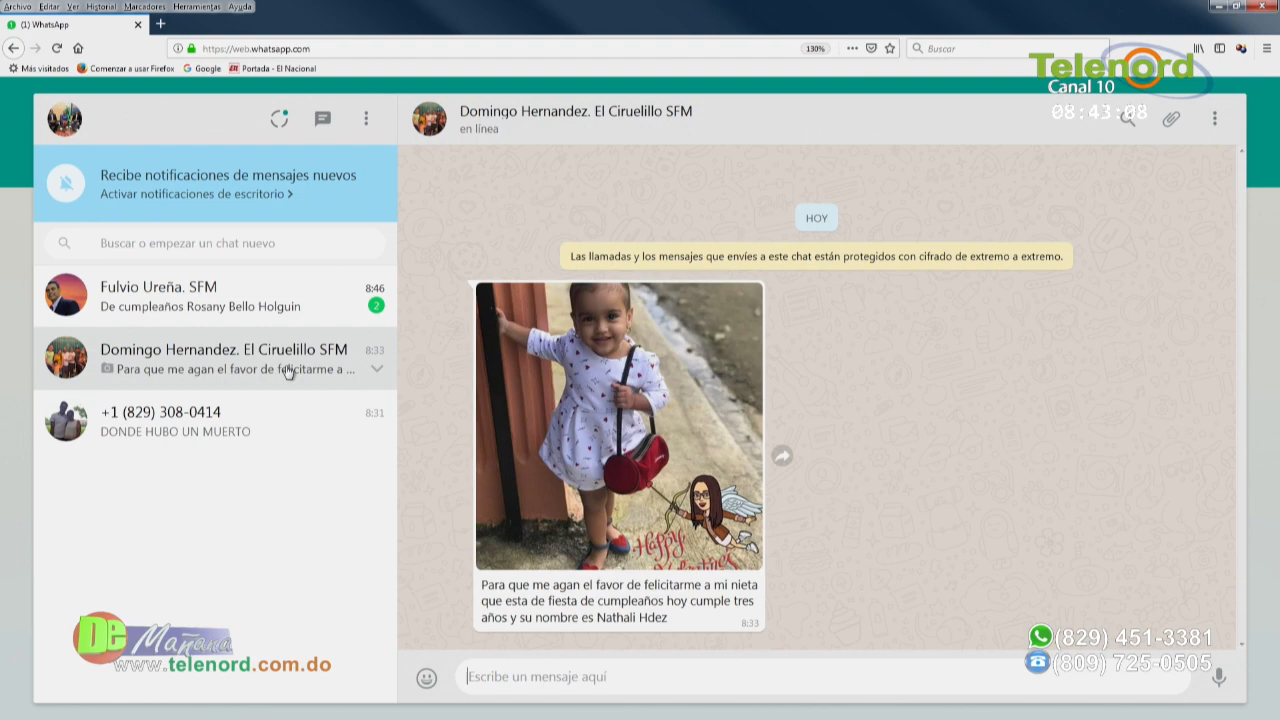 Archivo Editar Ver Historial Marcadores Herramientas Ayuda
(1) WhatsApp
https://web.whatsapp.com
130%
Buscar
Más visitados Comenzar a usar Firefox Google Portada - El Nacional
Telenord
Canal 10
08:43:08
Domingo Hernandez. El Ciruelillo SFM
en línea
Recibe notificaciones de mensajes nuevos
Activar notificaciones de escritorio >
Buscar o empezar un chat nuevo
Fulvio Ureña. SFM
8:46
De cumpleaños Rosany Bello Holguin
2
Domingo Hernandez. El Ciruelillo SFM
8:33
Para que me agan el favor de felicitarme a ...
+1 (829) 308-0414
8:31
DONDE HUBO UN MUERTO
HOY
Las llamadas y los mensajes que envíes a este chat están protegidos con cifrado de extremo a extremo.
Happy
Valentines
Para que me agan el favor de felicitarme a mi nieta
que esta de fiesta de cumpleaños hoy cumple tres
años y su nombre es Nathali Hdez
8:33
De Mañana
www.telenord.com.do
(829) 451-3381
(809) 725-0505
Escribe un mensaje aquí